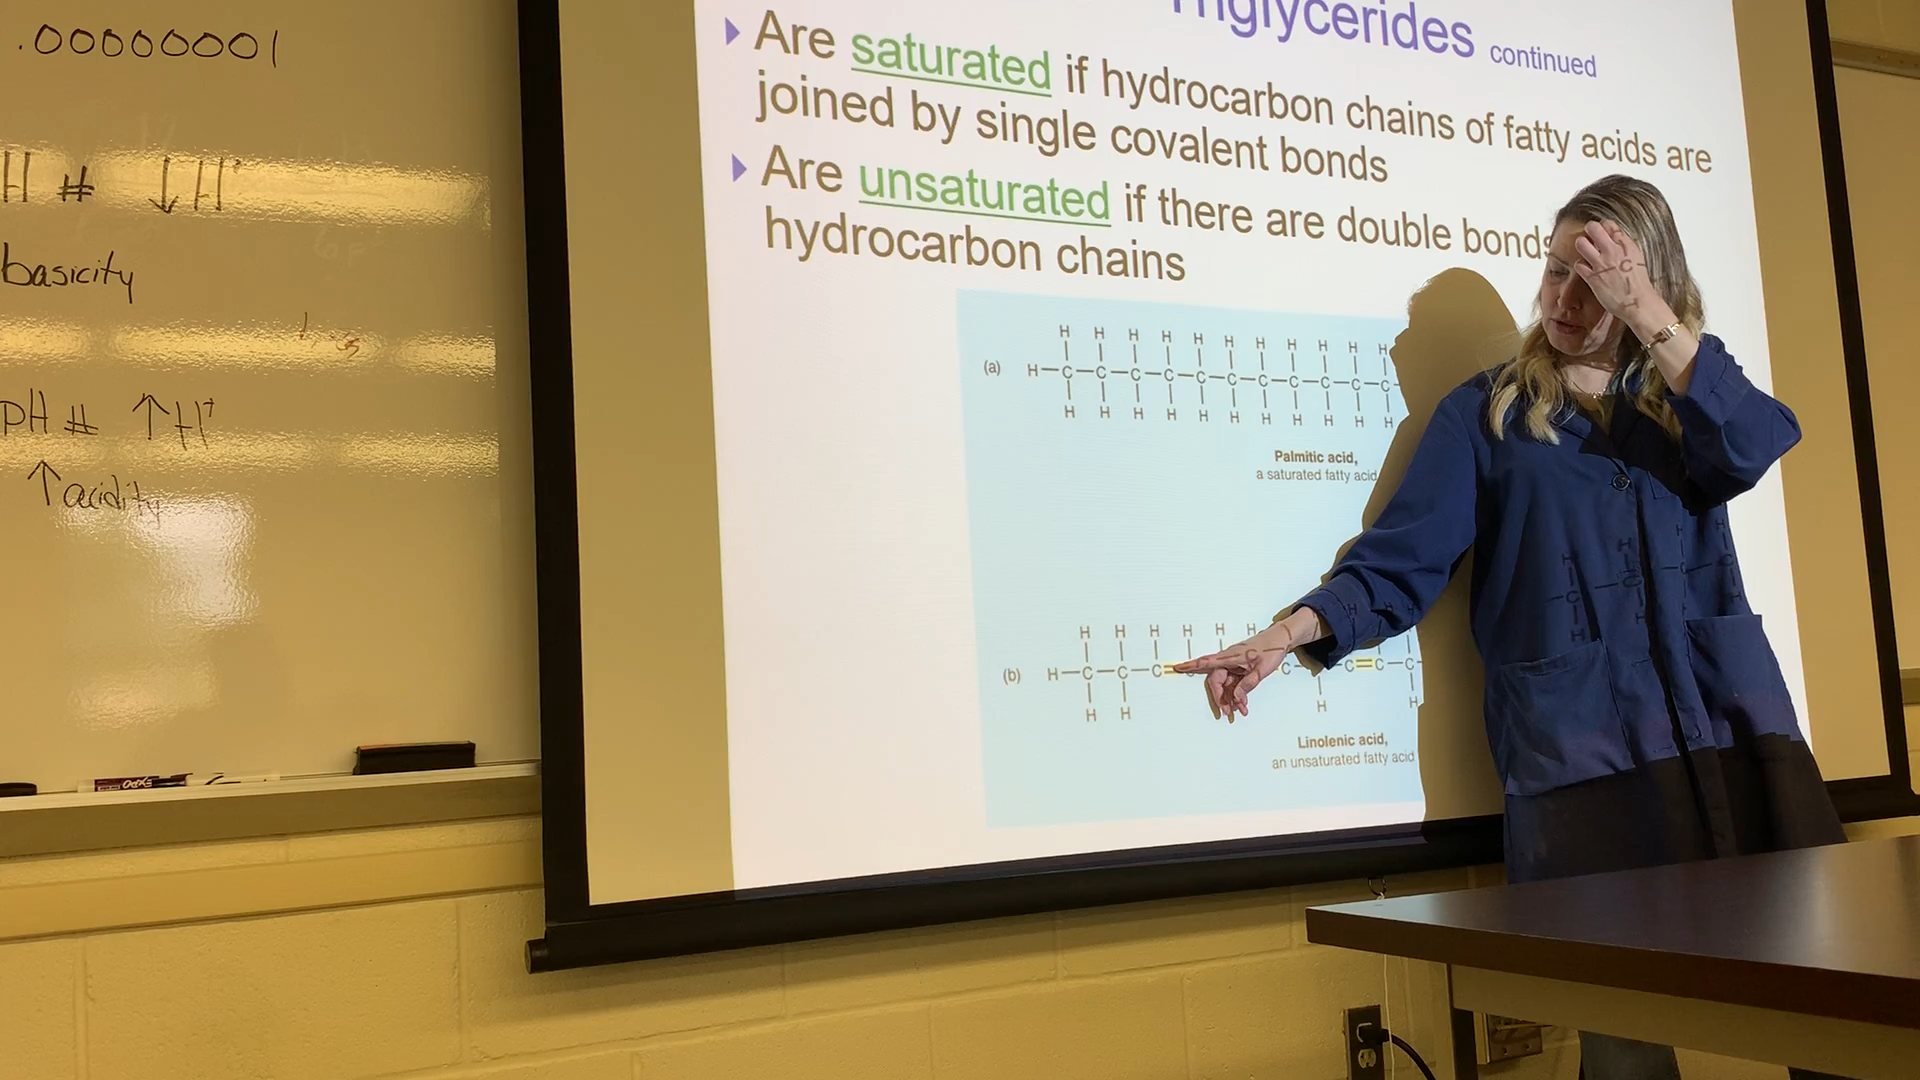 .00000001
H # ↓H⁺
basicity
pH # ↑H⁺
↑acidity
EXPO
Triglycerides continued
Are saturated if hydrocarbon chains of fatty acids are
joined by single covalent bonds
Are unsaturated if there are double bonds
hydrocarbon chains
H H H H H H H H H H H
(a) H—C—C—C—C—C—C—C—C—C—C—C—
H H H H H H H H H H H
Palmitic acid,
a saturated fatty acid
H H H H H H
(b) H—C—C—C= C C=C—C—
H H H H
Linolenic acid,
an unsaturated fatty acid